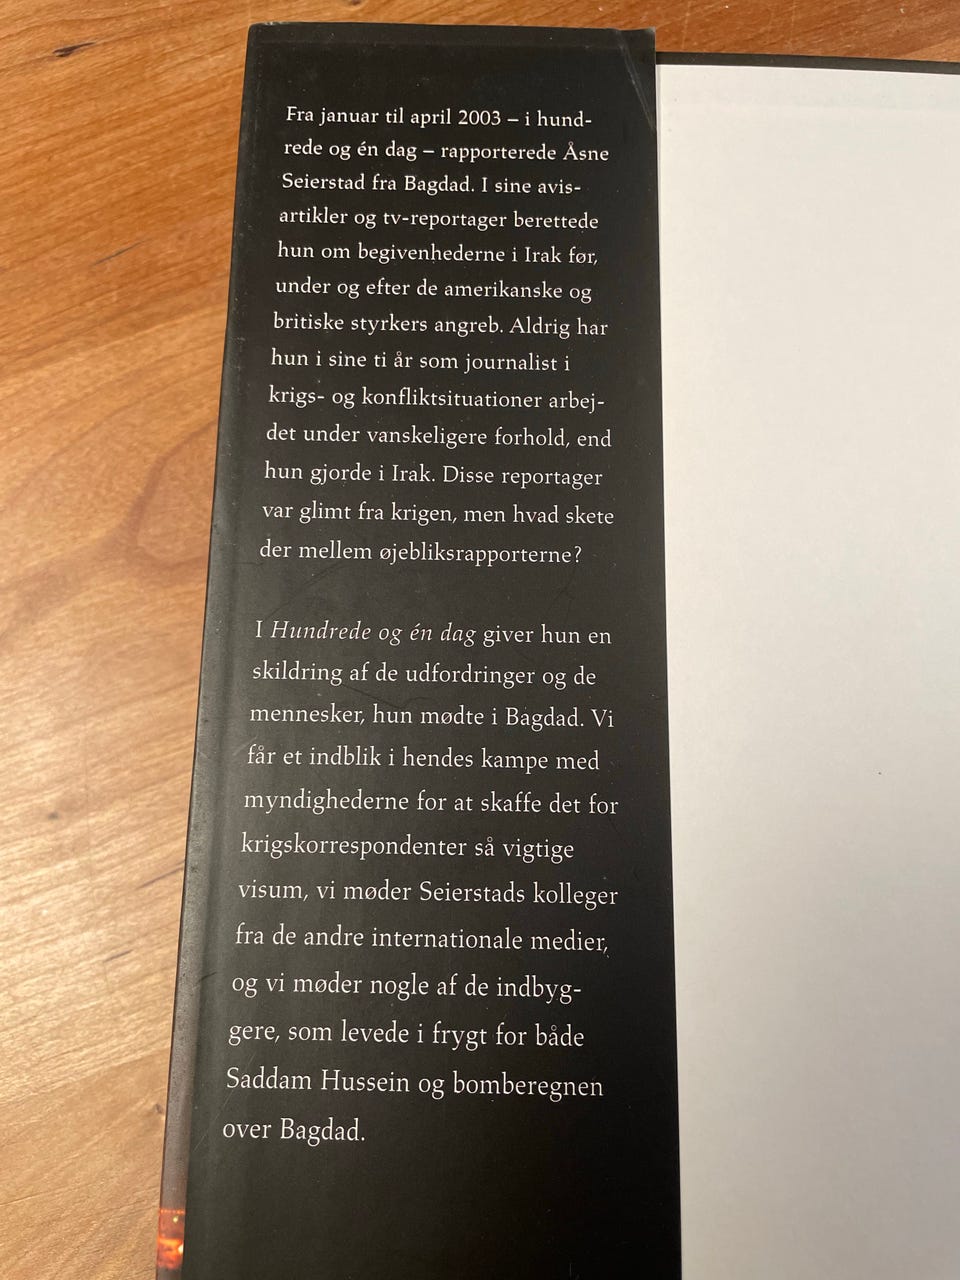 Fra januar til april 2003 – i hund-
rede og én dag – rapporterede Åsne
Seierstad fra Bagdad. I sine avis-
artikler og tv-reportager berettede
hun om begivenhederne i Irak før,
under og efter de amerikanske og
britiske styrkers angreb. Aldrig har
hun i sine ti år som journalist i
krigs- og konfliktsituationer arbej-
det under vanskeligere forhold, end
hun gjorde i Irak. Disse reportager
var glimt fra krigen, men hvad skete
der mellem øjebliksrapporterne?
I Hundrede og én dag giver hun en
skildring af de udfordringer og de
mennesker, hun mødte i Bagdad. Vi
får et indblik i hendes kampe med
myndighederne for at skaffe det for
krigskorrespondenter så vigtige
visum, vi møder Seierstads kolleger
fra de andre internationale medier,
og vi møder nogle af de indbyg-
gere, som levede i frygt for både
Saddam Hussein og bomberegnen
over Bagdad.